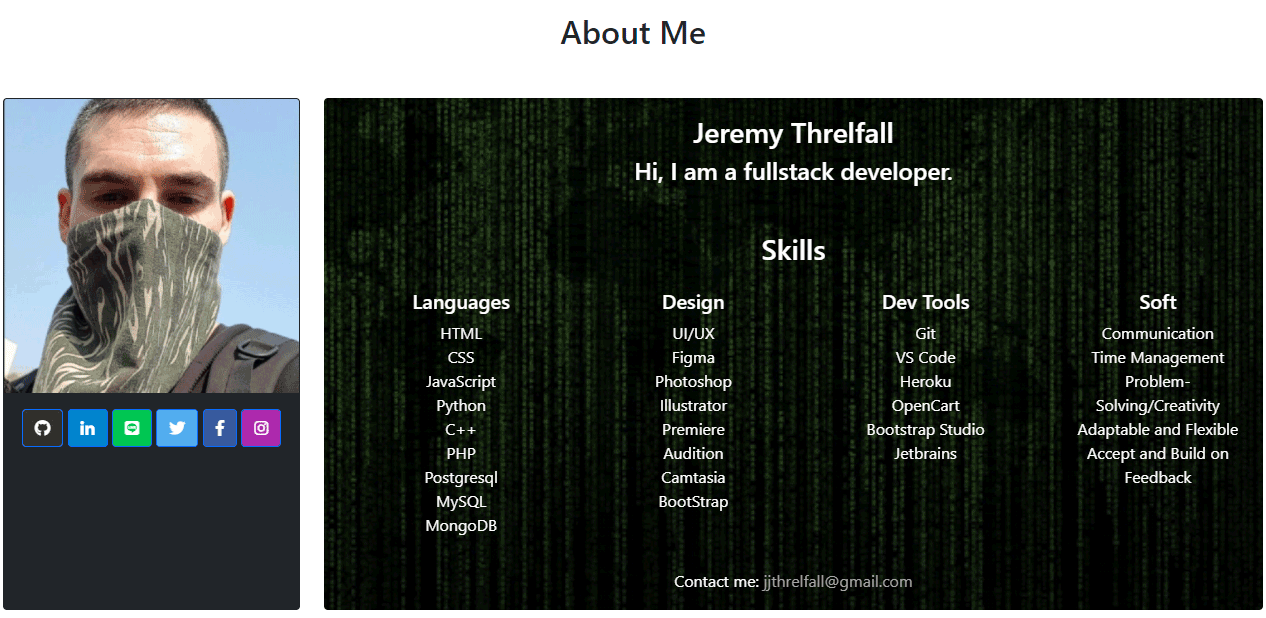 About Me
Jeremy Threlfall
Hi, I am a fullstack developer.
Skills
Languages
HTML
CSS
JavaScript
Python
C++
PHP
Postgresql
MySQL
MongoDB
Design
UI/UX
Figma
Photoshop
Illustrator
Premiere
Audition
Camtasia
BootStrap
Dev Tools
Git
VS Code
Heroku
OpenCart
Bootstrap Studio
Jetbrains
Soft
Communication
Time Management
Problem-
Solving/Creativity
Adaptable and Flexible
Accept and Build on
Feedback
Contact me: jjthrelfall@gmail.com